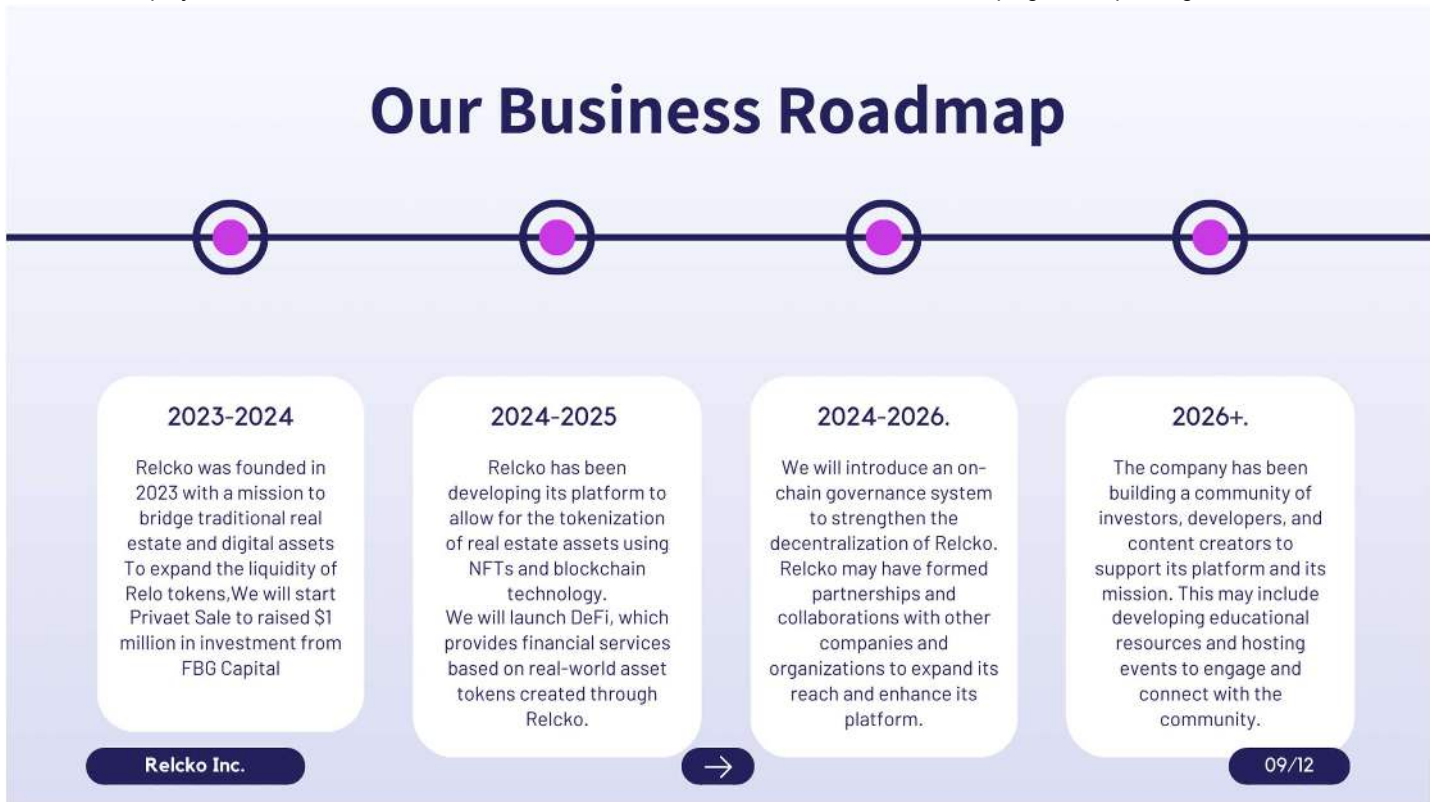 Our Business Roadmap
2023-2024
Relcko was founded in
2023 with a mission to
bridge traditional real
estate and digital assets
To expand the liquidity of
Relo tokens,We will start
Privaet Sale to raised $1
million in investment from
FBG Capital
2024-2025
Relcko has been
developing its platform to
allow for the tokenization
of real estate assets using
NFTs and blockchain
technology.
We will launch DeFi, which
provides financial services
based on real-world asset
tokens created through
Relcko.
2024-2026.
We will introduce an on-
chain governance system
to strengthen the
decentralization of Relcko.
Relcko may have formed
partnerships and
collaborations with other
companies and
organizations to expand its
reach and enhance its
platform.
2026+.
The company has been
building a community of
investors, developers, and
content creators to
support its platform and its
mission. This may include
developing educational
resources and hosting
events to engage and
connect with the
community.
Relcko Inc.
→
09/12